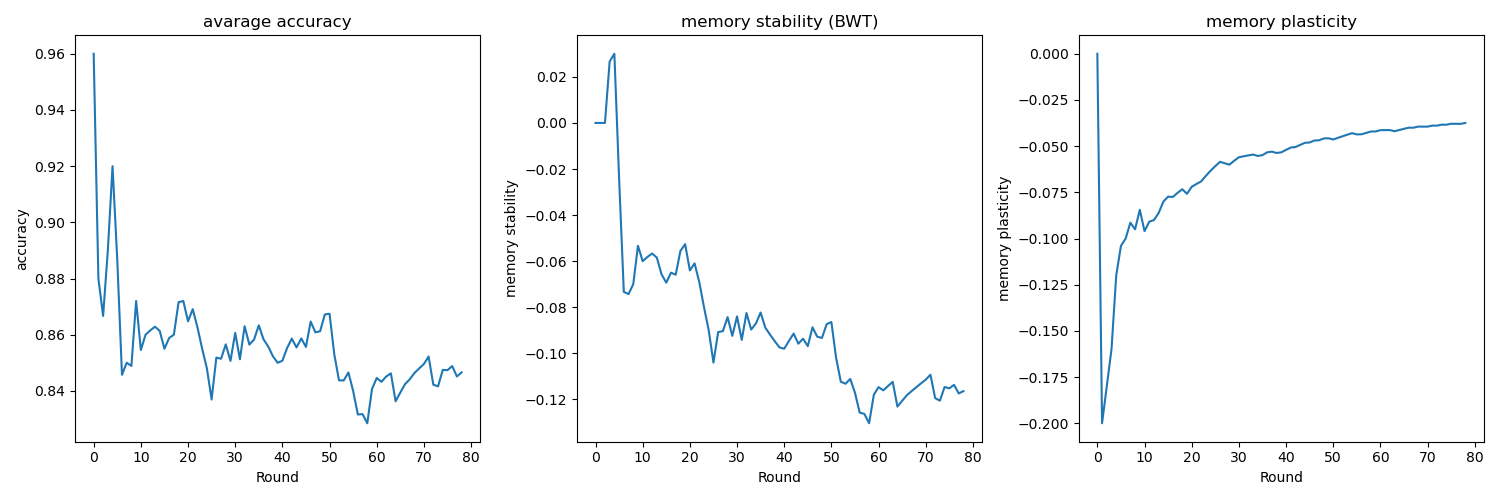 avarage accuracy
accuracy
0.96
0.94
0.92
0.90
0.88
0.86
0.84
0 10 20 30 40 50 60 70 80
Round
memory stability (BWT)
memory stability
0.02
0.00
−0.02
−0.04
−0.06
−0.08
−0.10
−0.12
0 10 20 30 40 50 60 70 80
Round
memory plasticity
memory plasticity
0.000
−0.025
−0.050
−0.075
−0.100
−0.125
−0.150
−0.175
−0.200
0 10 20 30 40 50 60 70 80
Round